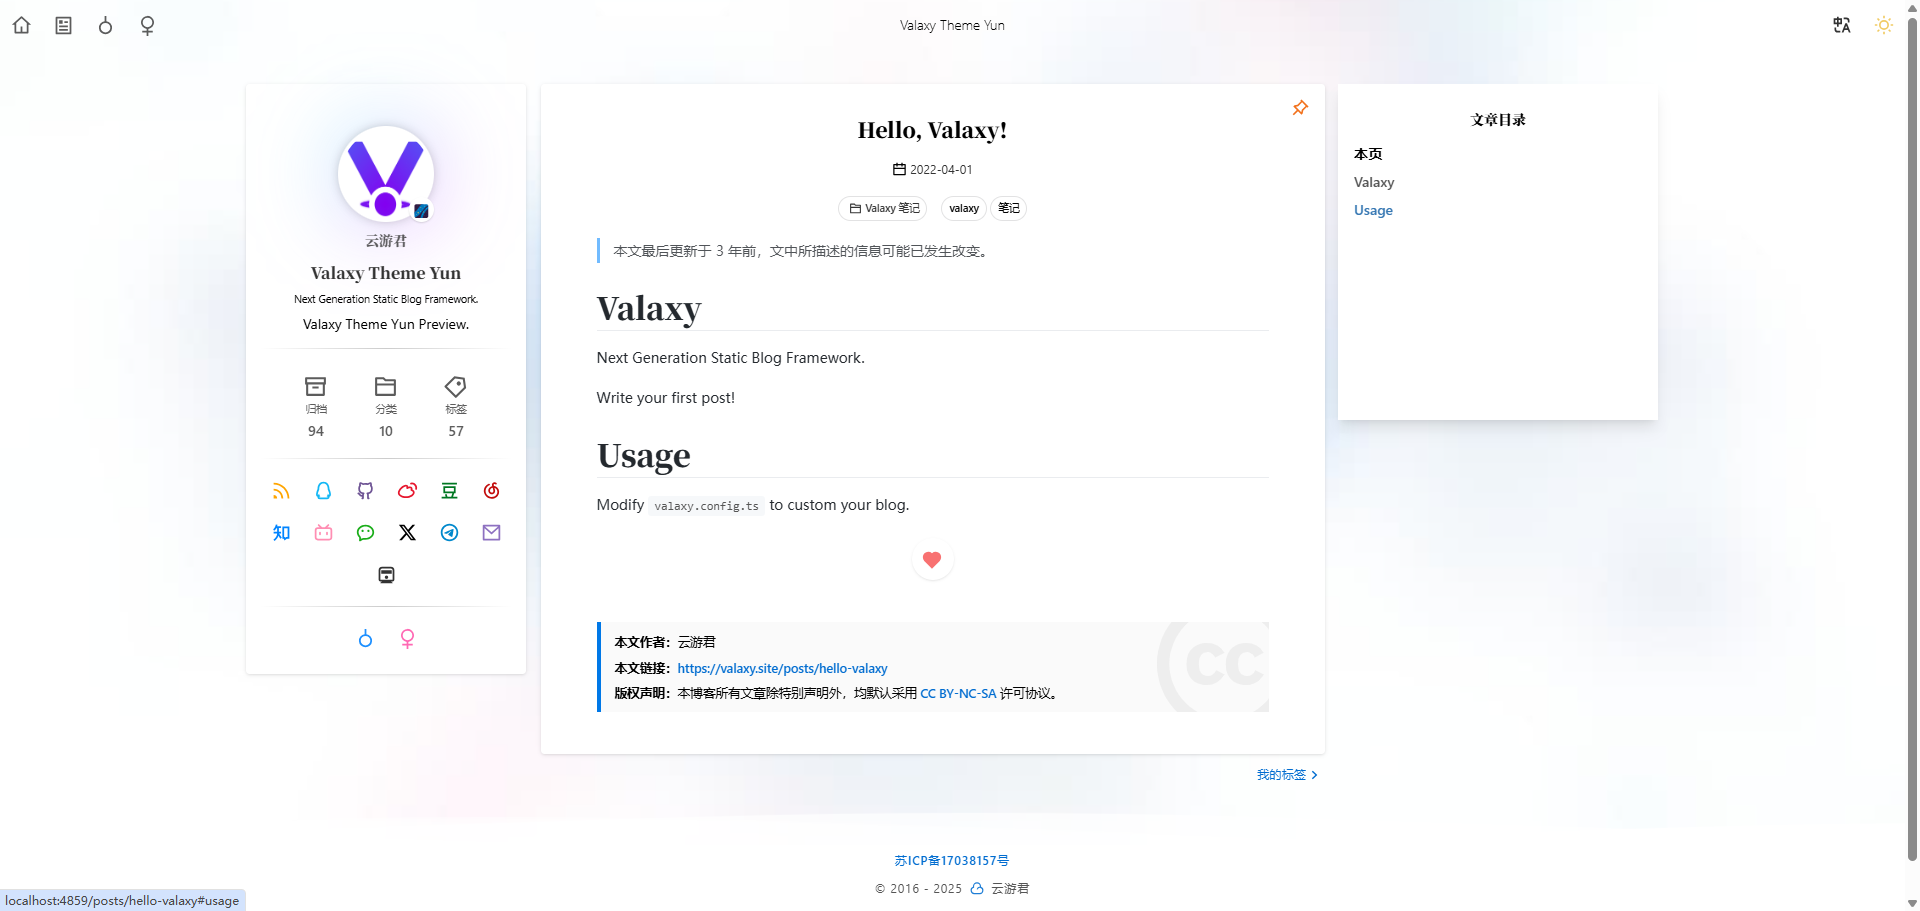 Valaxy Theme Yun
云游君
Valaxy Theme Yun
Next Generation Static Blog Framework.
Valaxy Theme Yun Preview.
归档
94
分类
10
标签
57
知
Hello, Valaxy!
2022-04-01
Valaxy 笔记
valaxy
笔记
本文最后更新于 3 年前，文中所描述的信息可能已发生改变。
Valaxy
Next Generation Static Blog Framework.
Write your first post!
Usage
Modify valaxy.config.ts to custom your blog.
本文作者：云游君
本文链接：https://valaxy.site/posts/hello-valaxy
版权声明：本博客所有文章除特别声明外，均默认采用 CC BY-NC-SA 许可协议。
cc
我的标签
文章目录
本页
Valaxy
Usage
苏ICP备17038157号
© 2016 - 2025 云游君
localhost:4859/posts/hello-valaxy#usage